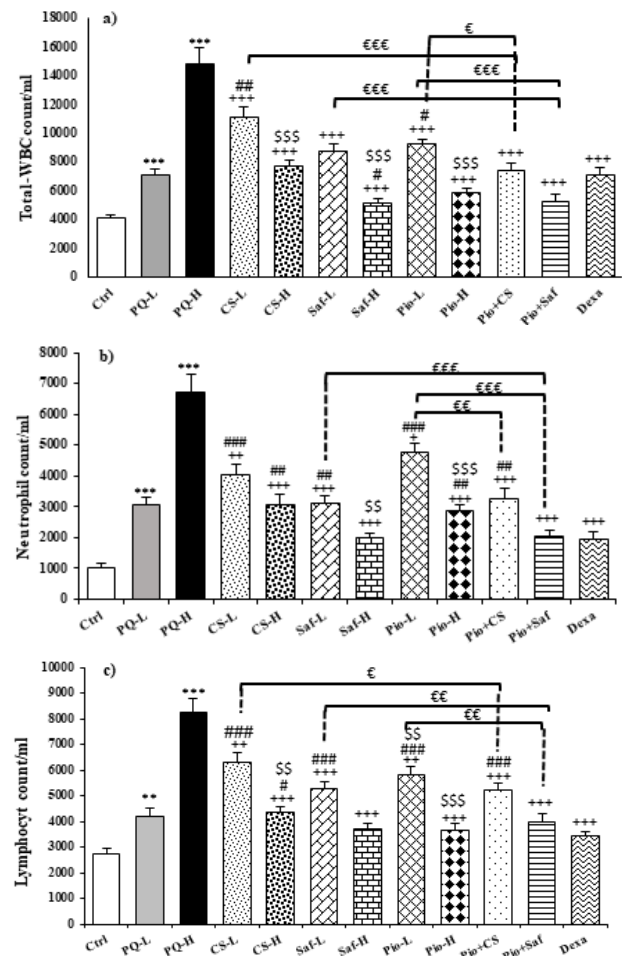 a)
Total-WBC count/ml
18000
16000
14000
12000
10000
8000
6000
4000
2000
0
***
***
##
+++
$$$
+++
+++
$$$
#
+++
#
+++
$$$
+++
+++
+++
+++
€
€€€
€€€
€€€
Ctrl
PQ-L
PQ-H
CS-L
CS-H
Saf-L
Saf-H
Pio-L
Pio-H
Pio+CS
Pio+Saf
Dexa
b)
Neutrophil count/ml
8000
7000
6000
5000
4000
3000
2000
1000
0
***
***
###
++
##
+++
##
+++
$$
+++
###
+
$$$
##
+++
##
+++
+++
+++
€€€
€€€
€€
Ctrl
PQ-L
PQ-H
CS-L
CS-H
Saf-L
Saf-H
Pio-L
Pio-H
Pio+CS
Pio+Saf
Dexa
c)
Lymphocyt count/ml
10000
9000
8000
7000
6000
5000
4000
3000
2000
1000
0
**
***
###
++
$$
#
+++
###
+++
+++
$$
###
++
$$$
+++
###
+++
+++
+++
€
€€
€€
Ctrl
PQ-L
PQ-H
CS-L
CS-H
Saf-L
Saf-H
Pio-L
Pio-H
Pio+CS
Pio+Saf
Dexa